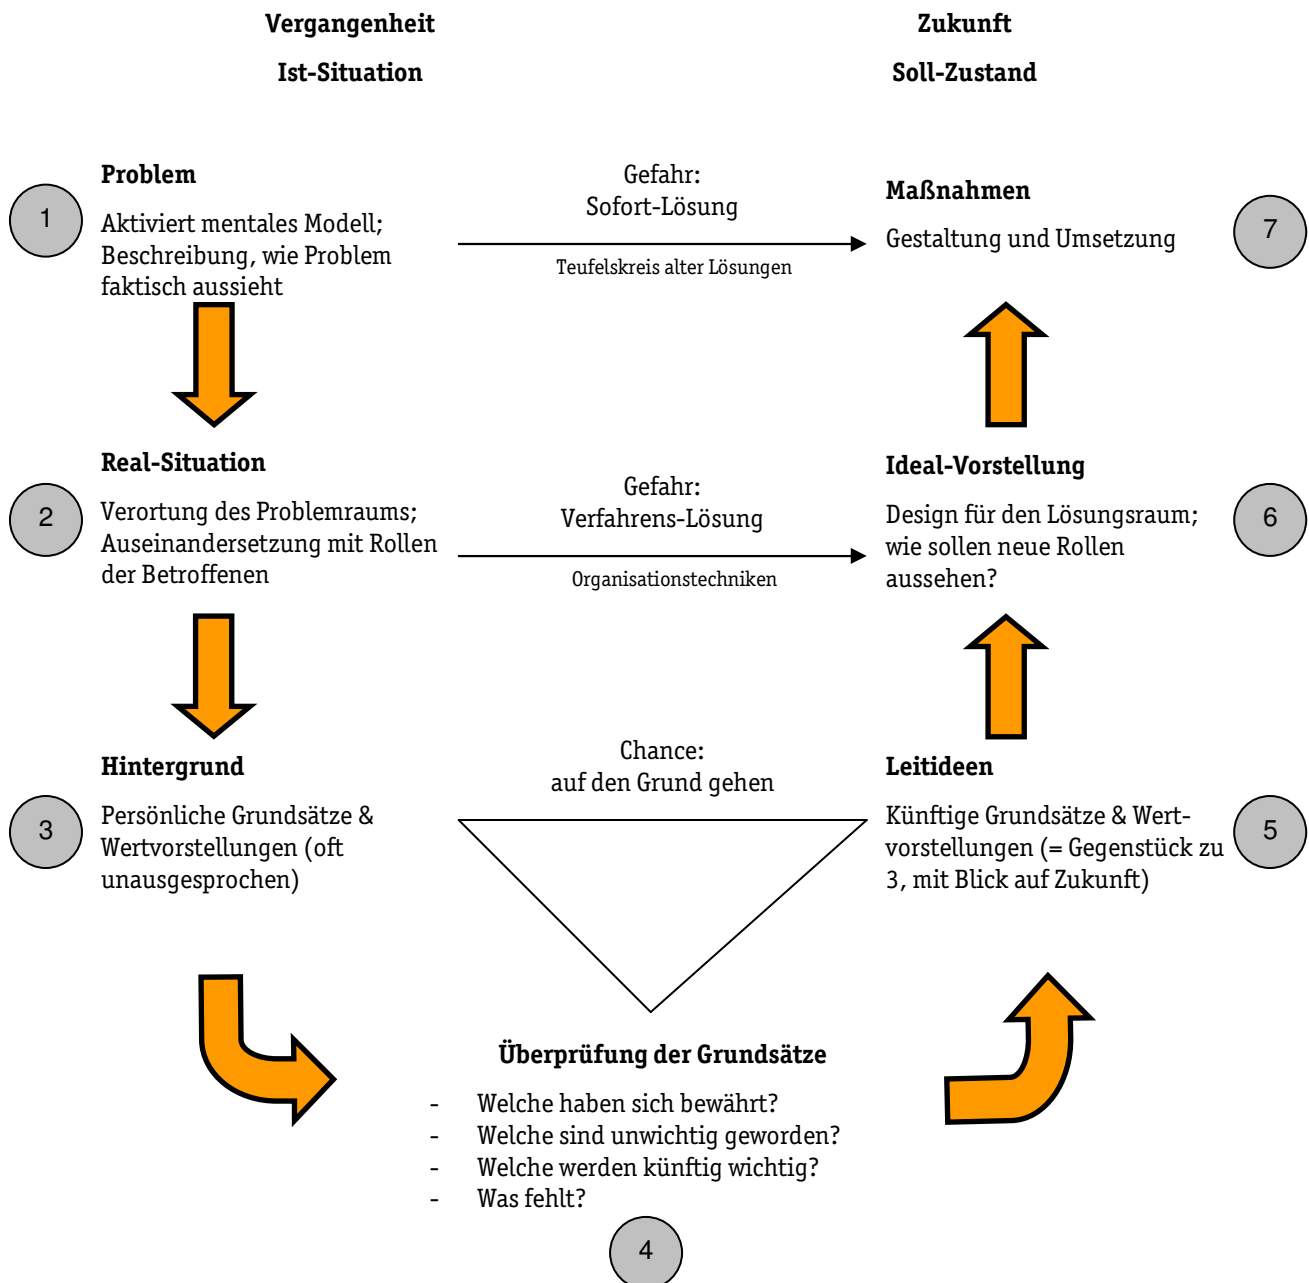 Vergangenheit
Zukunft
Ist-Situation
Soll-Zustand
1
Problem
Aktiviert mentales Modell;
Beschreibung, wie Problem
faktisch aussieht
Gefahr:
Sofort-Lösung
Teufelskreis alter Lösungen
Maßnahmen
Gestaltung und Umsetzung
7
2
Real-Situation
Verortung des Problemraums;
Auseinandersetzung mit Rollen
der Betroffenen
Gefahr:
Verfahrens-Lösung
Organisationstechniken
Ideal-Vorstellung
Design für den Lösungsraum;
wie sollen neue Rollen
aussehen?
6
3
Hintergrund
Persönliche Grundsätze &
Wertvorstellungen (oft
unausgesprochen)
Chance:
auf den Grund gehen
Leitideen
Künftige Grundsätze & Wert-
vorstellungen (= Gegenstück zu
3, mit Blick auf Zukunft)
5
Überprüfung der Grundsätze
- Welche haben sich bewährt?
- Welche sind unwichtig geworden?
- Welche werden künftig wichtig?
- Was fehlt?
4